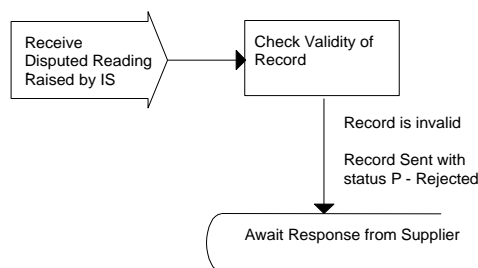 Receive
Disputed Reading
Raised by IS
Check Validity of
Record
Record is invalid
Record Sent with
status P - Rejected
Await Response from Supplier